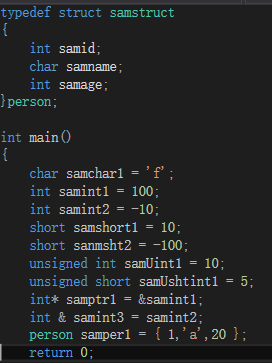 typedef struct samstruct
{
int samid;
char samname;
int samage;
}person;
int main()
{
char samchar1 = 'f';
int samint1 = 100;
int samint2 = -10;
short samshort1 = 10;
short sanmsht2 = -100;
unsigned int samUint1 = 10;
unsigned short samUshtint1 = 5;
int* samptr1 = &samint1;
int & samint3 = samint2;
person samper1 = { 1,'a',20 };
return 0;